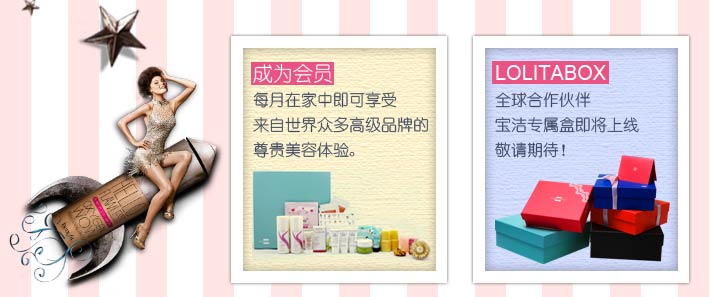 成为会员
每月在家中即可享受
来自世界众多高级品牌的
尊贵美容体验。
LOLITABOX
全球合作伙伴
宝洁专属盒即将上线
敬请期待！